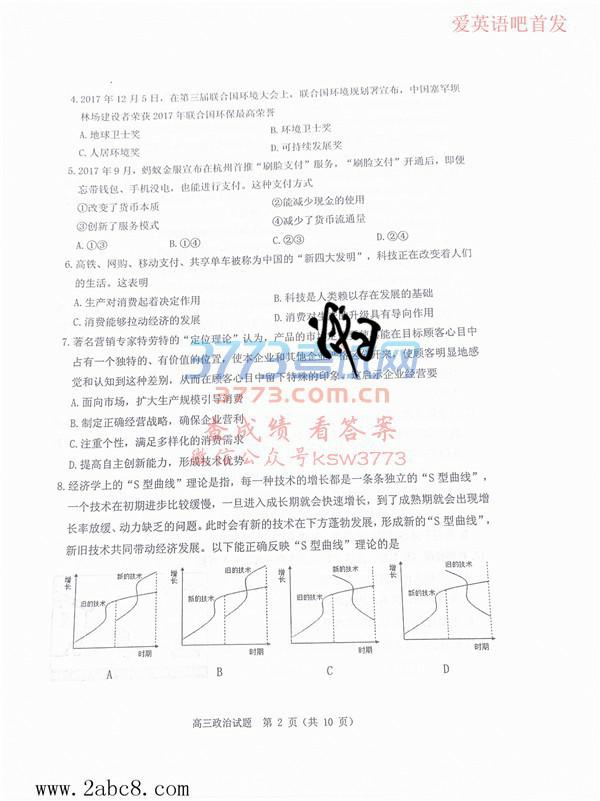 爱英语吧首发
4.2017年12月5日，在第三届联合国环境大会上，联合国环境规划署宣布，中国塞罕坝
林场建设者荣获2017年联合国环保最高荣誉
A.地球卫士奖 B.环境卫士奖
C.人居环境奖 D.可持续发展奖
5.2017年9月，蚂蚁金服宣布在杭州首推“刷脸支付”服务，“刷脸支付”开通后，即便
忘带钱包、手机没电，也能进行支付。这种支付方式
①改变了货币本质 ②能减少现金的使用
③创新了服务模式 ④减少了货币流通量
A.①③ B.①④ C.②③ D.②④
6.高铁、网购、移动支付、共享单车被称为中国的“新四大发明”，科技正在改变着人们
的生活。这表明
A.生产对消费起着决定作用 B.科技是人类赖以存在发展的基础
C.消费能够拉动经济的发展 D.消费对生产升级具有导向作用
7.著名营销专家特劳特的“定位理论”认为，产品的市场能在目标顾客心目中
占有一个独特的、有价值的位置，使本企业和其他企业来，使顾客明显地感
觉和认知到这种差别，从而在顾客心目中留下特殊的印象。这启示企业经营要
A.面向市场，扩大生产规模引导消费
B.制定正确经营战略，确保企业营利
C.注重个性，满足多样化的消费需求
D.提高自主创新能力，形成技术优势
3773考试网
3773.com.cn
查成绩 看答案
微信公众号ksw3773
8.经济学上的“S型曲线”理论是指，每一种技术的增长都是一条条独立的“S型曲线”，
一个技术在初期进步比较缓慢，一旦进入成长期就会快速增长，到了成熟期就会出现增
长率放缓、动力缺乏的问题。此时会有新的技术在下方蓬勃发展，形成新的“S型曲线”，
新旧技术共同带动经济发展。以下能正确反映“S型曲线”理论的是
增长 新的技术 旧的技术 时期
增长 旧的技术 新的技术 时期
增长 新的技术 旧的技术 时期
增长 旧的技术 新的技术 时期
A B C D
高三政治试题 第2页（共10页）
www.2abc8.com